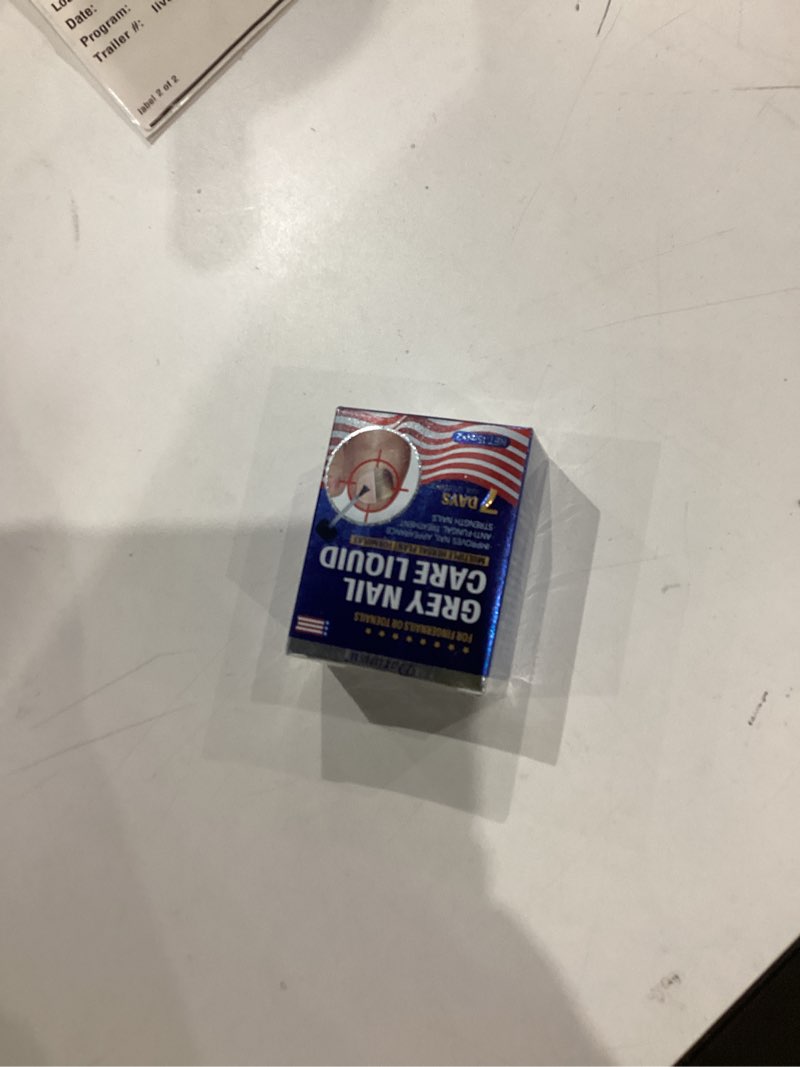 Date:
Program:
Trailer #:
label 2 of 2
FOR FINGERNAILS OR TOENAILS
GREY NAIL
CARE LIQUID
MULTIPLE HERBAL PLANT FORMULAS
·IMPROVES NAIL APPEARANCE
ANTI-FUNGAL TREATMENT
STRENGTH NAILS
7 DAYS